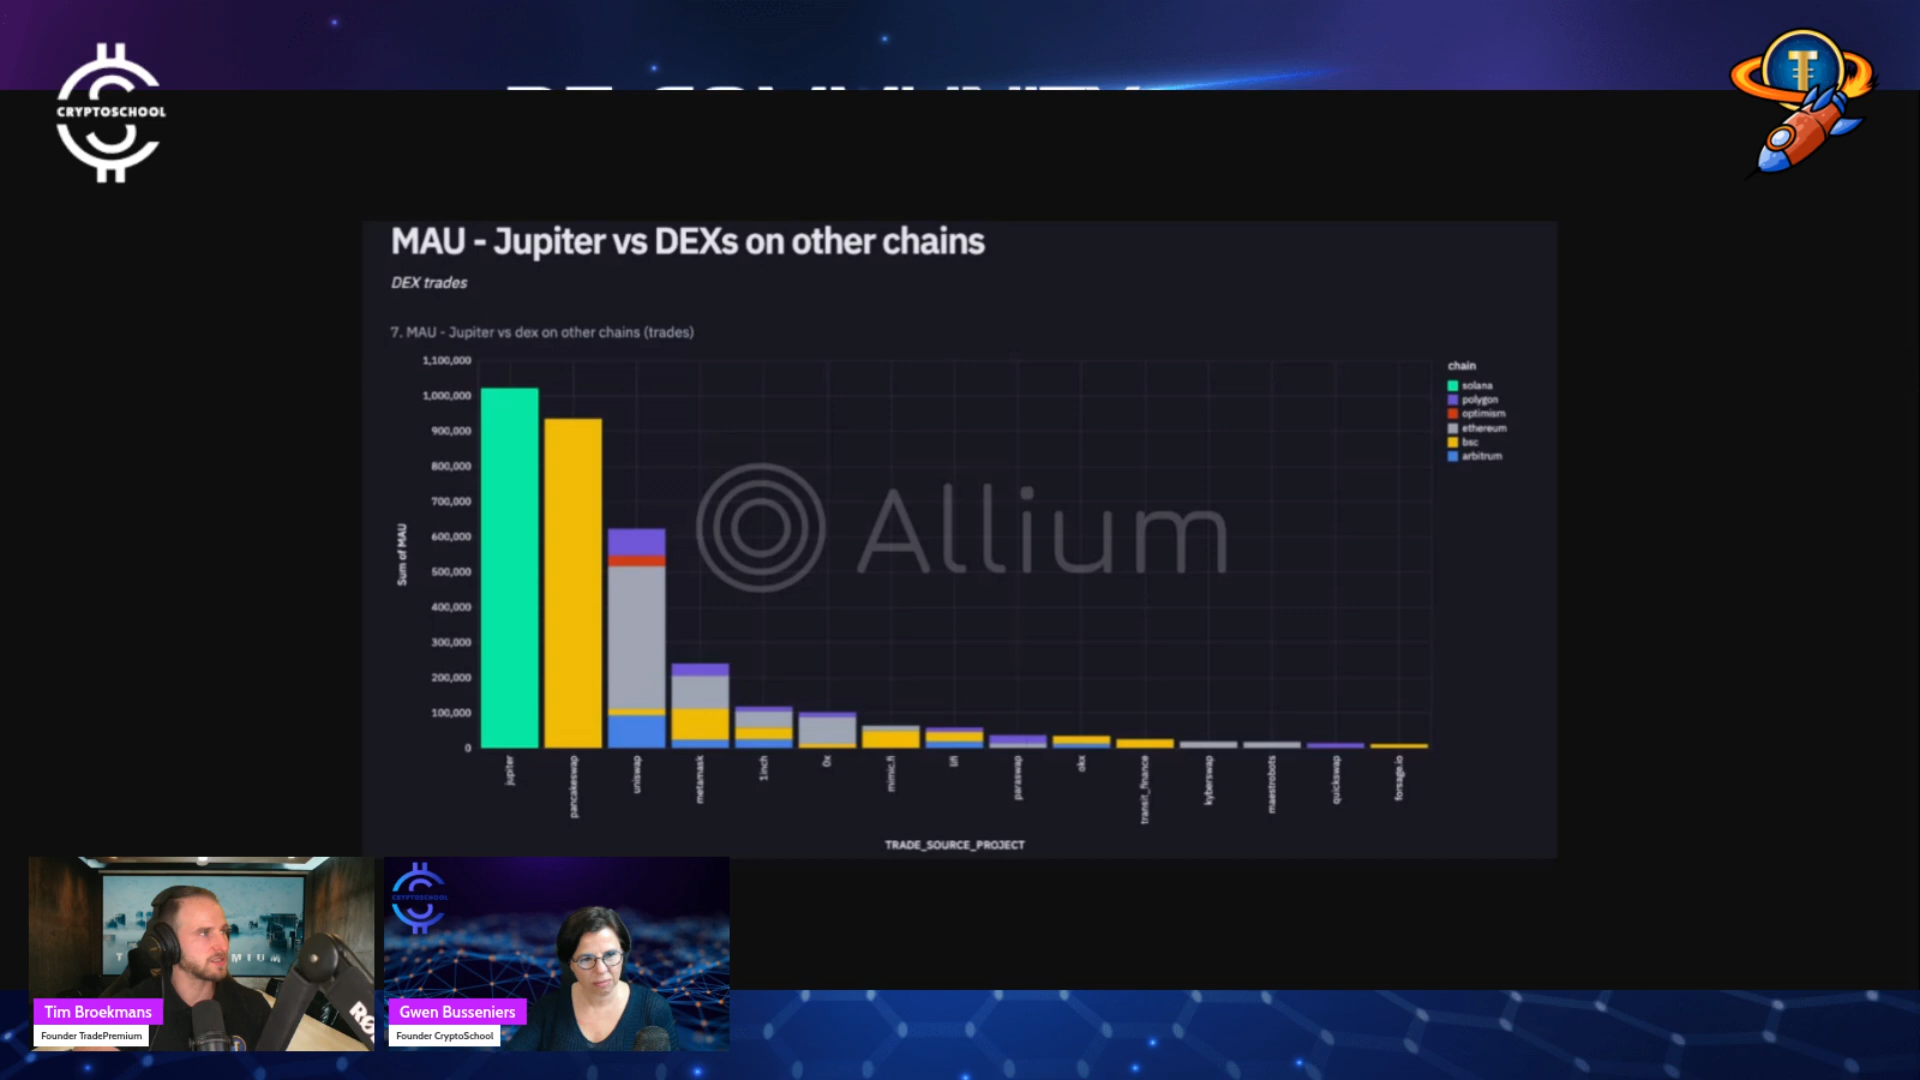 CRYPTOSCHOOL
MAU - Jupiter vs DEXs on other chains
DEX trades
7. MAU - Jupiter vs dex on other chains (trades)
1,100,000
1,000,000
900,000
800,000
700,000
600,000
500,000
400,000
300,000
200,000
100,000
0
Sum of MAU
Allium
chain
solana
polygon
optimism
ethereum
bsc
arbitrum
jupiter
pancakeswap
uniswap
metamask
1inch
0x
mimic.fi
lifi
paraswap
okx
transit_finance
kyberswap
maestrobots
quickswap
forsage.io
TRADE_SOURCE_PROJECT
Tim Broekmans
Founder TradePremium
CRYPTOSCHOOL
Gwen Busseniers
Founder CryptoSchool